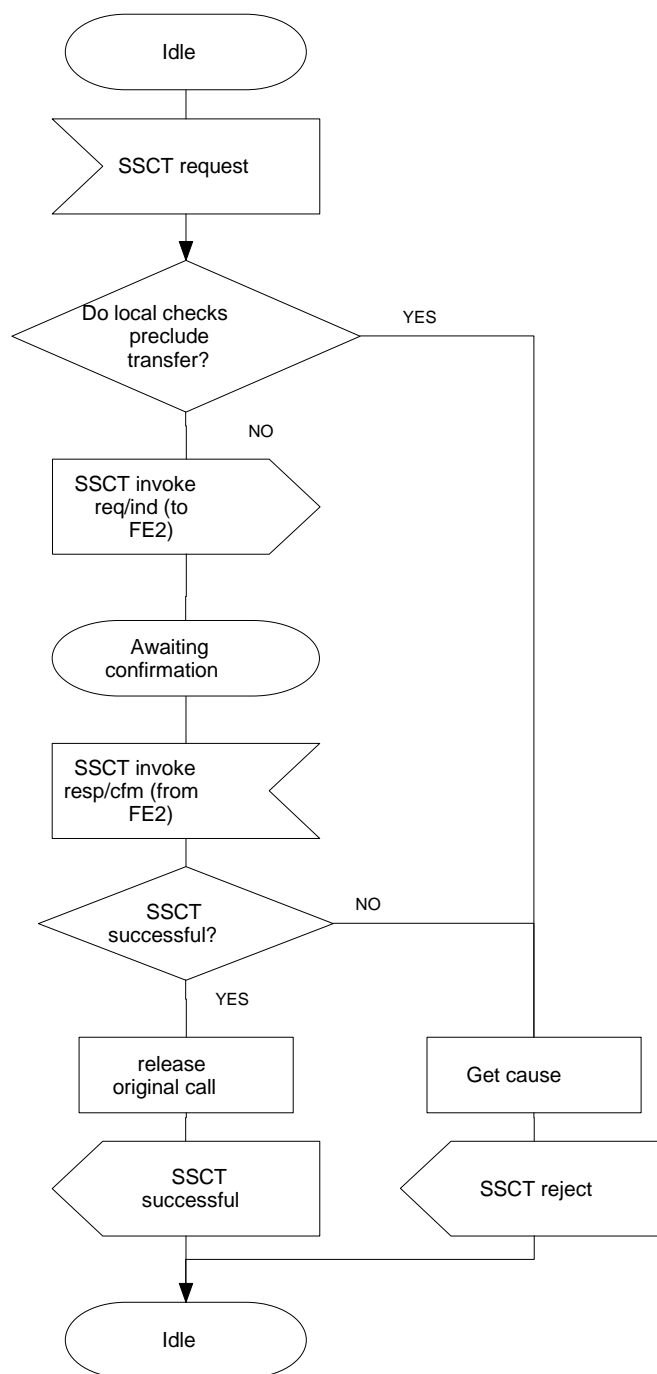 Idle
SSCT request
Do local checks
preclude
transfer?
YES
NO
SSCT invoke
req/ind (to
FE2)
Awaiting
confirmation
SSCT invoke
resp/cfm (from
FE2)
SSCT
successful?
NO
YES
release
original call
Get cause
SSCT
successful
SSCT reject
Idle